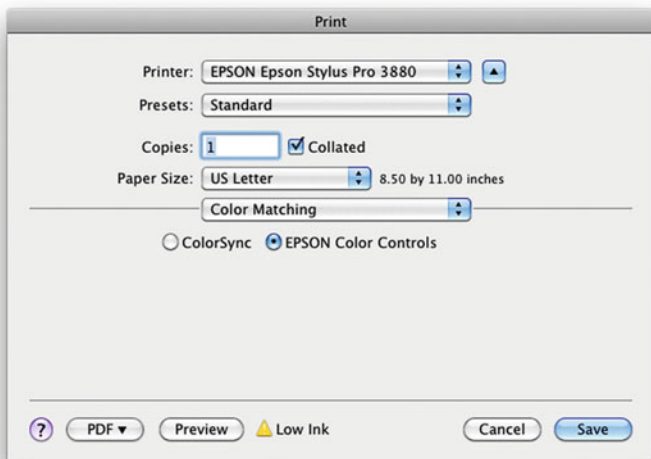 Print
Printer: EPSON Epson Stylus Pro 3880
Presets: Standard
Copies: 1 Collated
Paper Size: US Letter 8.50 by 11.00 inches
Color Matching
ColorSync EPSON Color Controls
? PDF ▼ Preview Low Ink Cancel Save